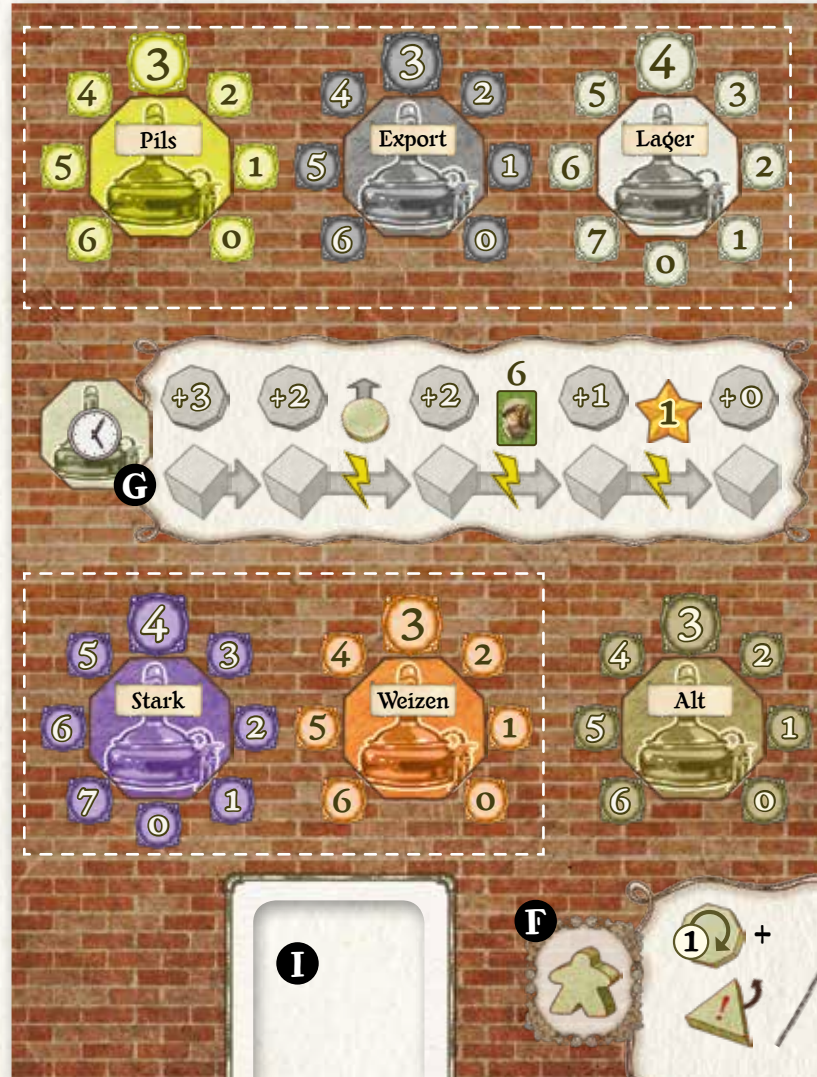 3 3 4
4 2 4 2 5 3
Pils Export Lager
5 1 5 1 6 2
6 0 6 0 7 1
0
6
+3 +2 +2 +1 1 +0
G
4 3 3
5 3 4 2 4 2
Stark Weizen Alt
6 2 5 1 5 1
7 1 6 0 6 0
0
F
1 +
I
!